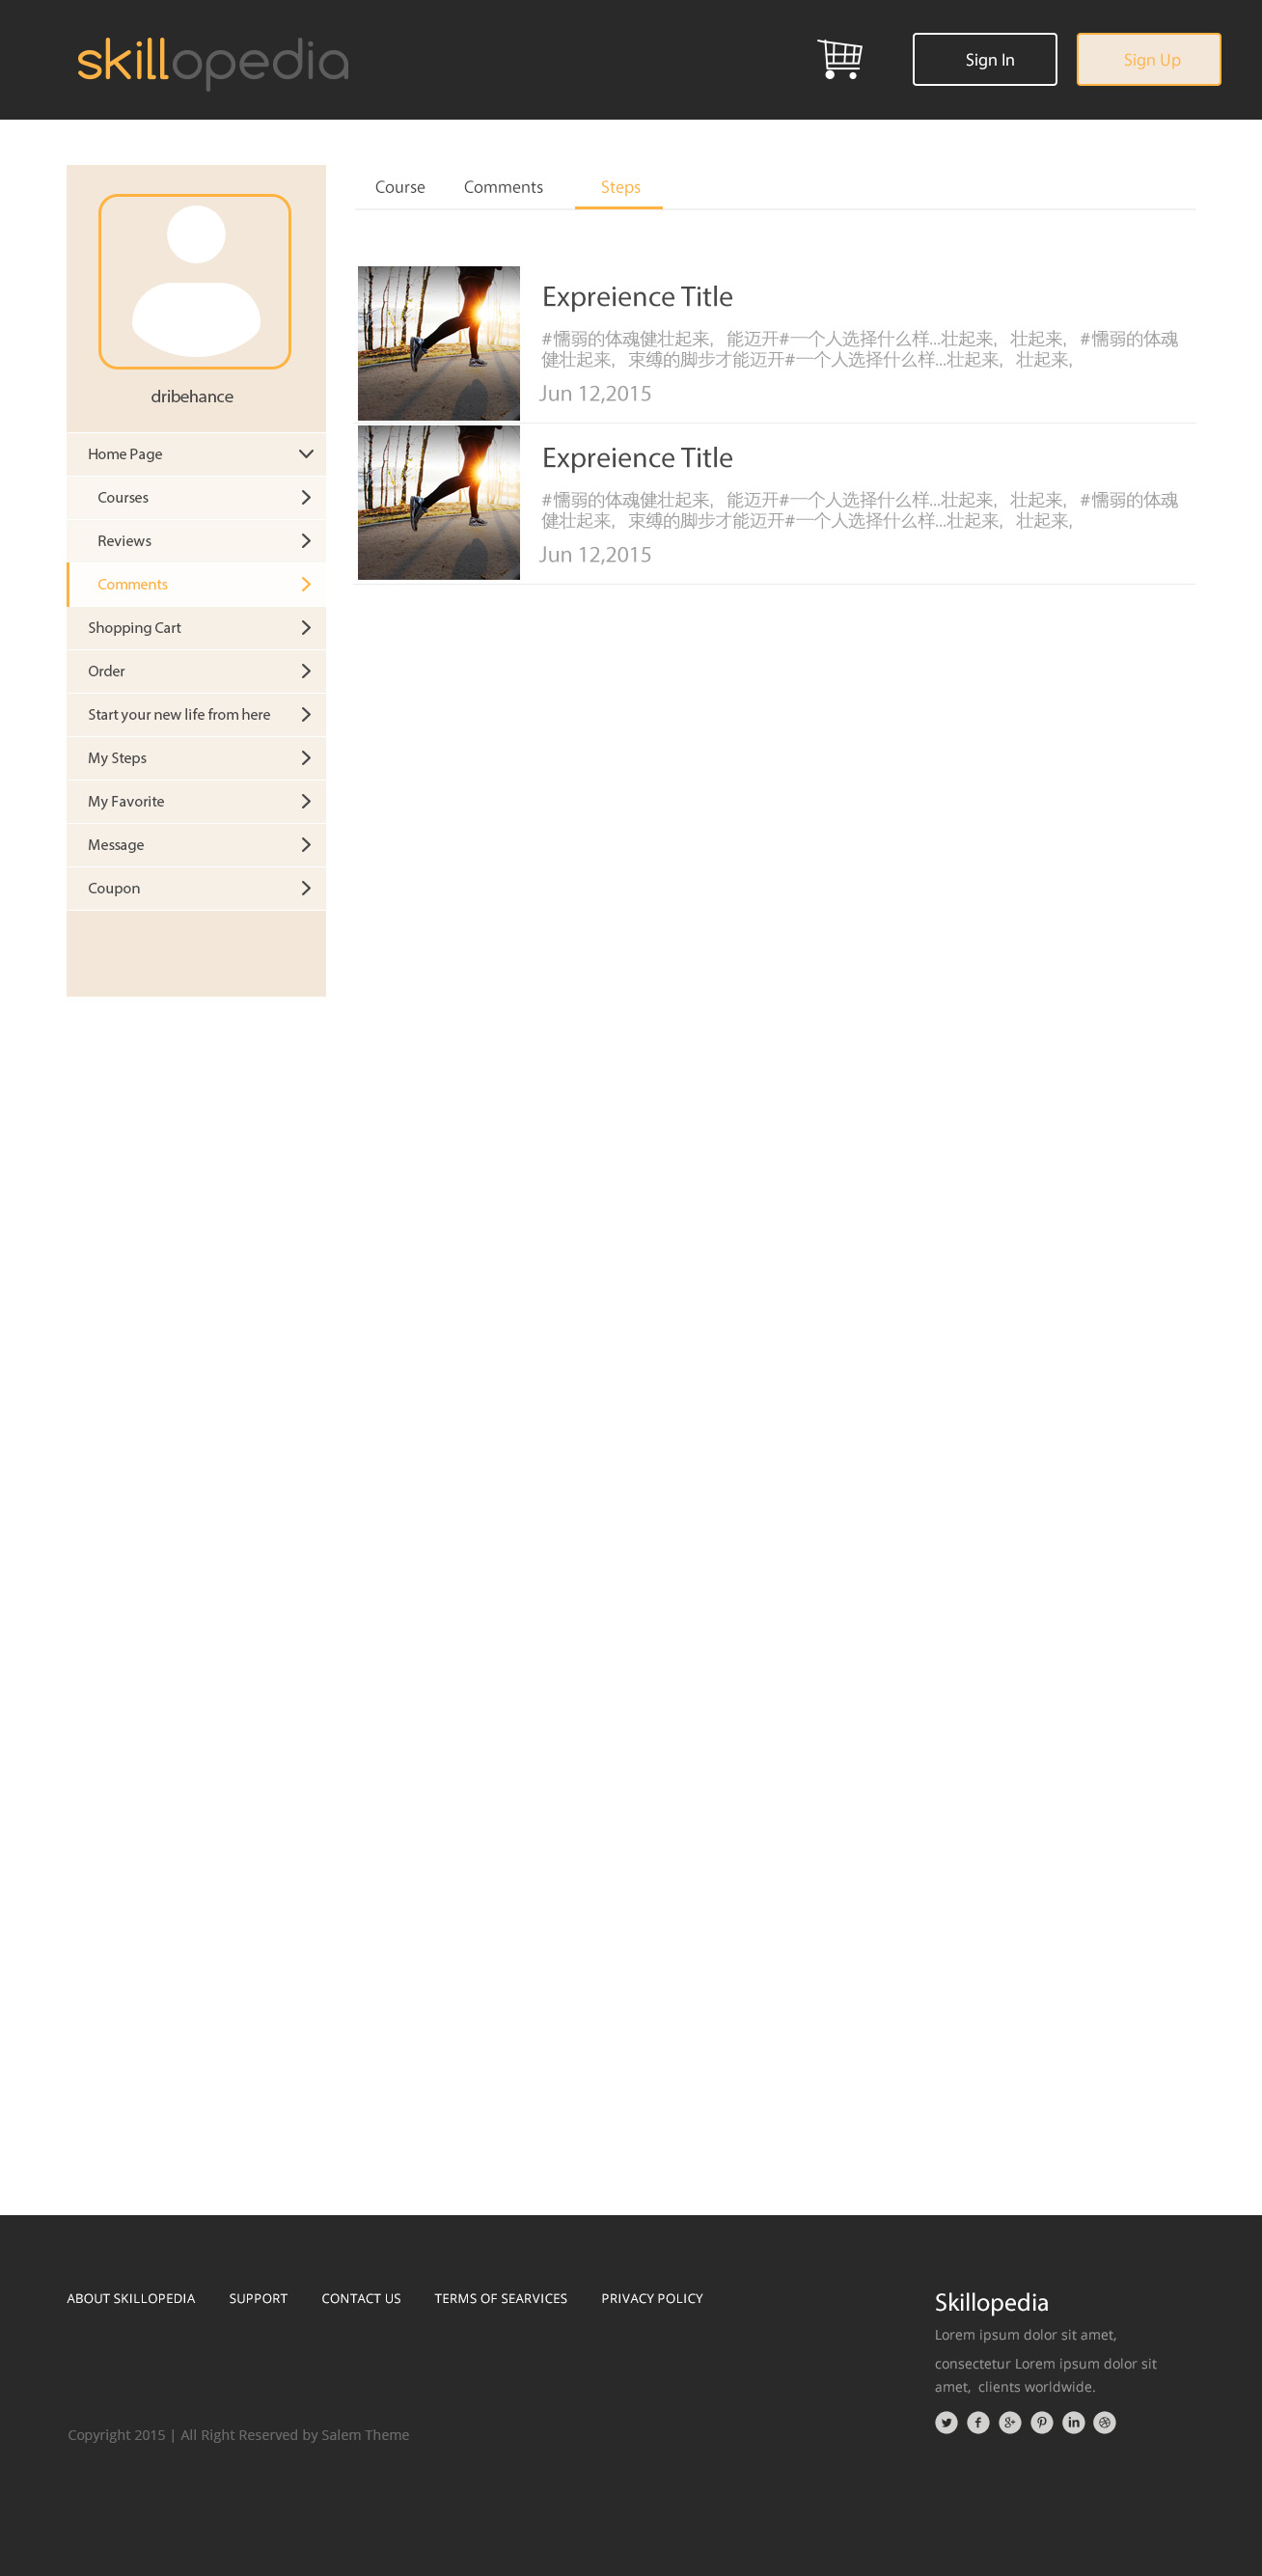 skillopedia
Sign In
Sign Up
dribehance
Home Page
Courses
Reviews
Comments
Shopping Cart
Order
Start your new life from here
My Steps
My Favorite
Message
Coupon
Course
Comments
Steps
Expreience Title
#懦弱的体魂健壮起来，能迈开#一个人选择什么样...壮起来，壮起来，#懦弱的体魂
健壮起来，束缚的脚步才能迈开#一个人选择什么样...壮起来，壮起来，
Jun 12,2015
Expreience Title
#懦弱的体魂健壮起来，能迈开#一个人选择什么样...壮起来，壮起来，#懦弱的体魂
健壮起来，束缚的脚步才能迈开#一个人选择什么样...壮起来，壮起来，
Jun 12,2015
ABOUT SKILLOPEDIA
SUPPORT
CONTACT US
TERMS OF SEARVICES
PRIVACY POLICY
Skillopedia
Lorem ipsum dolor sit amet,
consectetur Lorem ipsum dolor sit
amet, clients worldwide.
Copyright 2015 | All Right Reserved by Salem Theme